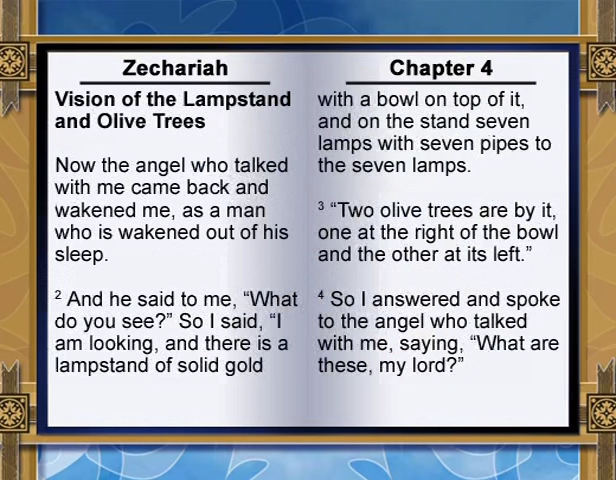 Zechariah
Vision of the Lampstand
and Olive Trees
Now the angel who talked
with me came back and
wakened me, as a man
who is wakened out of his
sleep.
2 And he said to me, “What
do you see?” So I said, “I
am looking, and there is a
lampstand of solid gold
Chapter 4
with a bowl on top of it,
and on the stand seven
lamps with seven pipes to
the seven lamps.
3 “Two olive trees are by it,
one at the right of the bowl
and the other at its left.”
4 So I answered and spoke
to the angel who talked
with me, saying, “What are
these, my lord?”